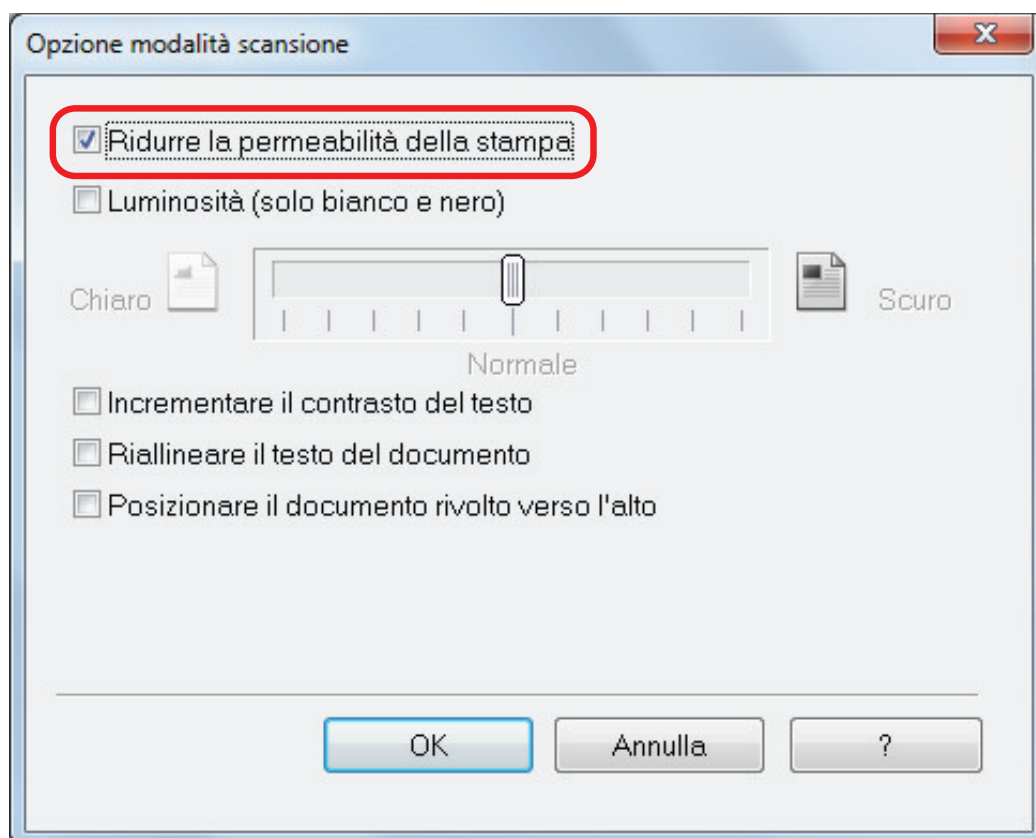 Opzione modalità scansione
Ridurre la permeabilità della stampa
Luminosità (solo bianco e nero)
Chiaro
Scuro
Normale
Incrementare il contrasto del testo
Riallineare il testo del documento
Posizionare il documento rivolto verso l'alto
OK Annulla ?